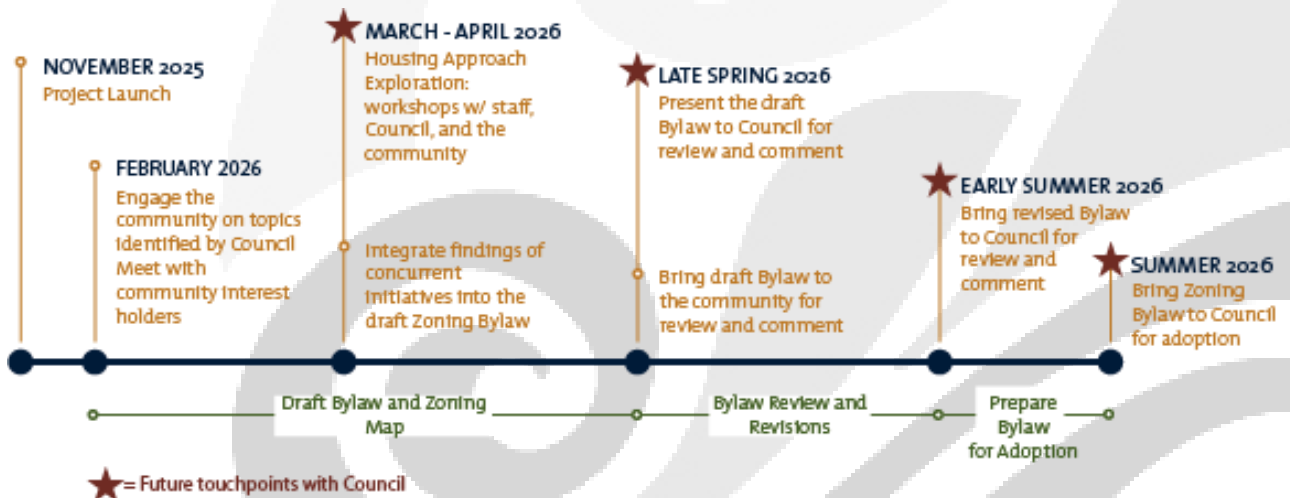 NOVEMBER 2025
Project Launch
FEBRUARY 2026
Engage the
community on topics
identified by Council
Meet with
community interest
holders
MARCH - APRIL 2026
Housing Approach
Exploration:
workshops w/ staff,
Council, and the
community
Integrate findings of
concurrent
initiatives into the
draft Zoning Bylaw
LATE SPRING 2026
Present the draft
Bylaw to Council for
review and comment
Bring draft Bylaw to
the community for
review and comment
EARLY SUMMER 2026
Bring revised Bylaw
to Council for
review and
comment
SUMMER 2026
Bring Zoning
Bylaw to Council
for adoption
Draft Bylaw and Zoning
Map
Bylaw Review and
Revisions
Prepare
Bylaw
for Adoption
= Future touchpoints with Council